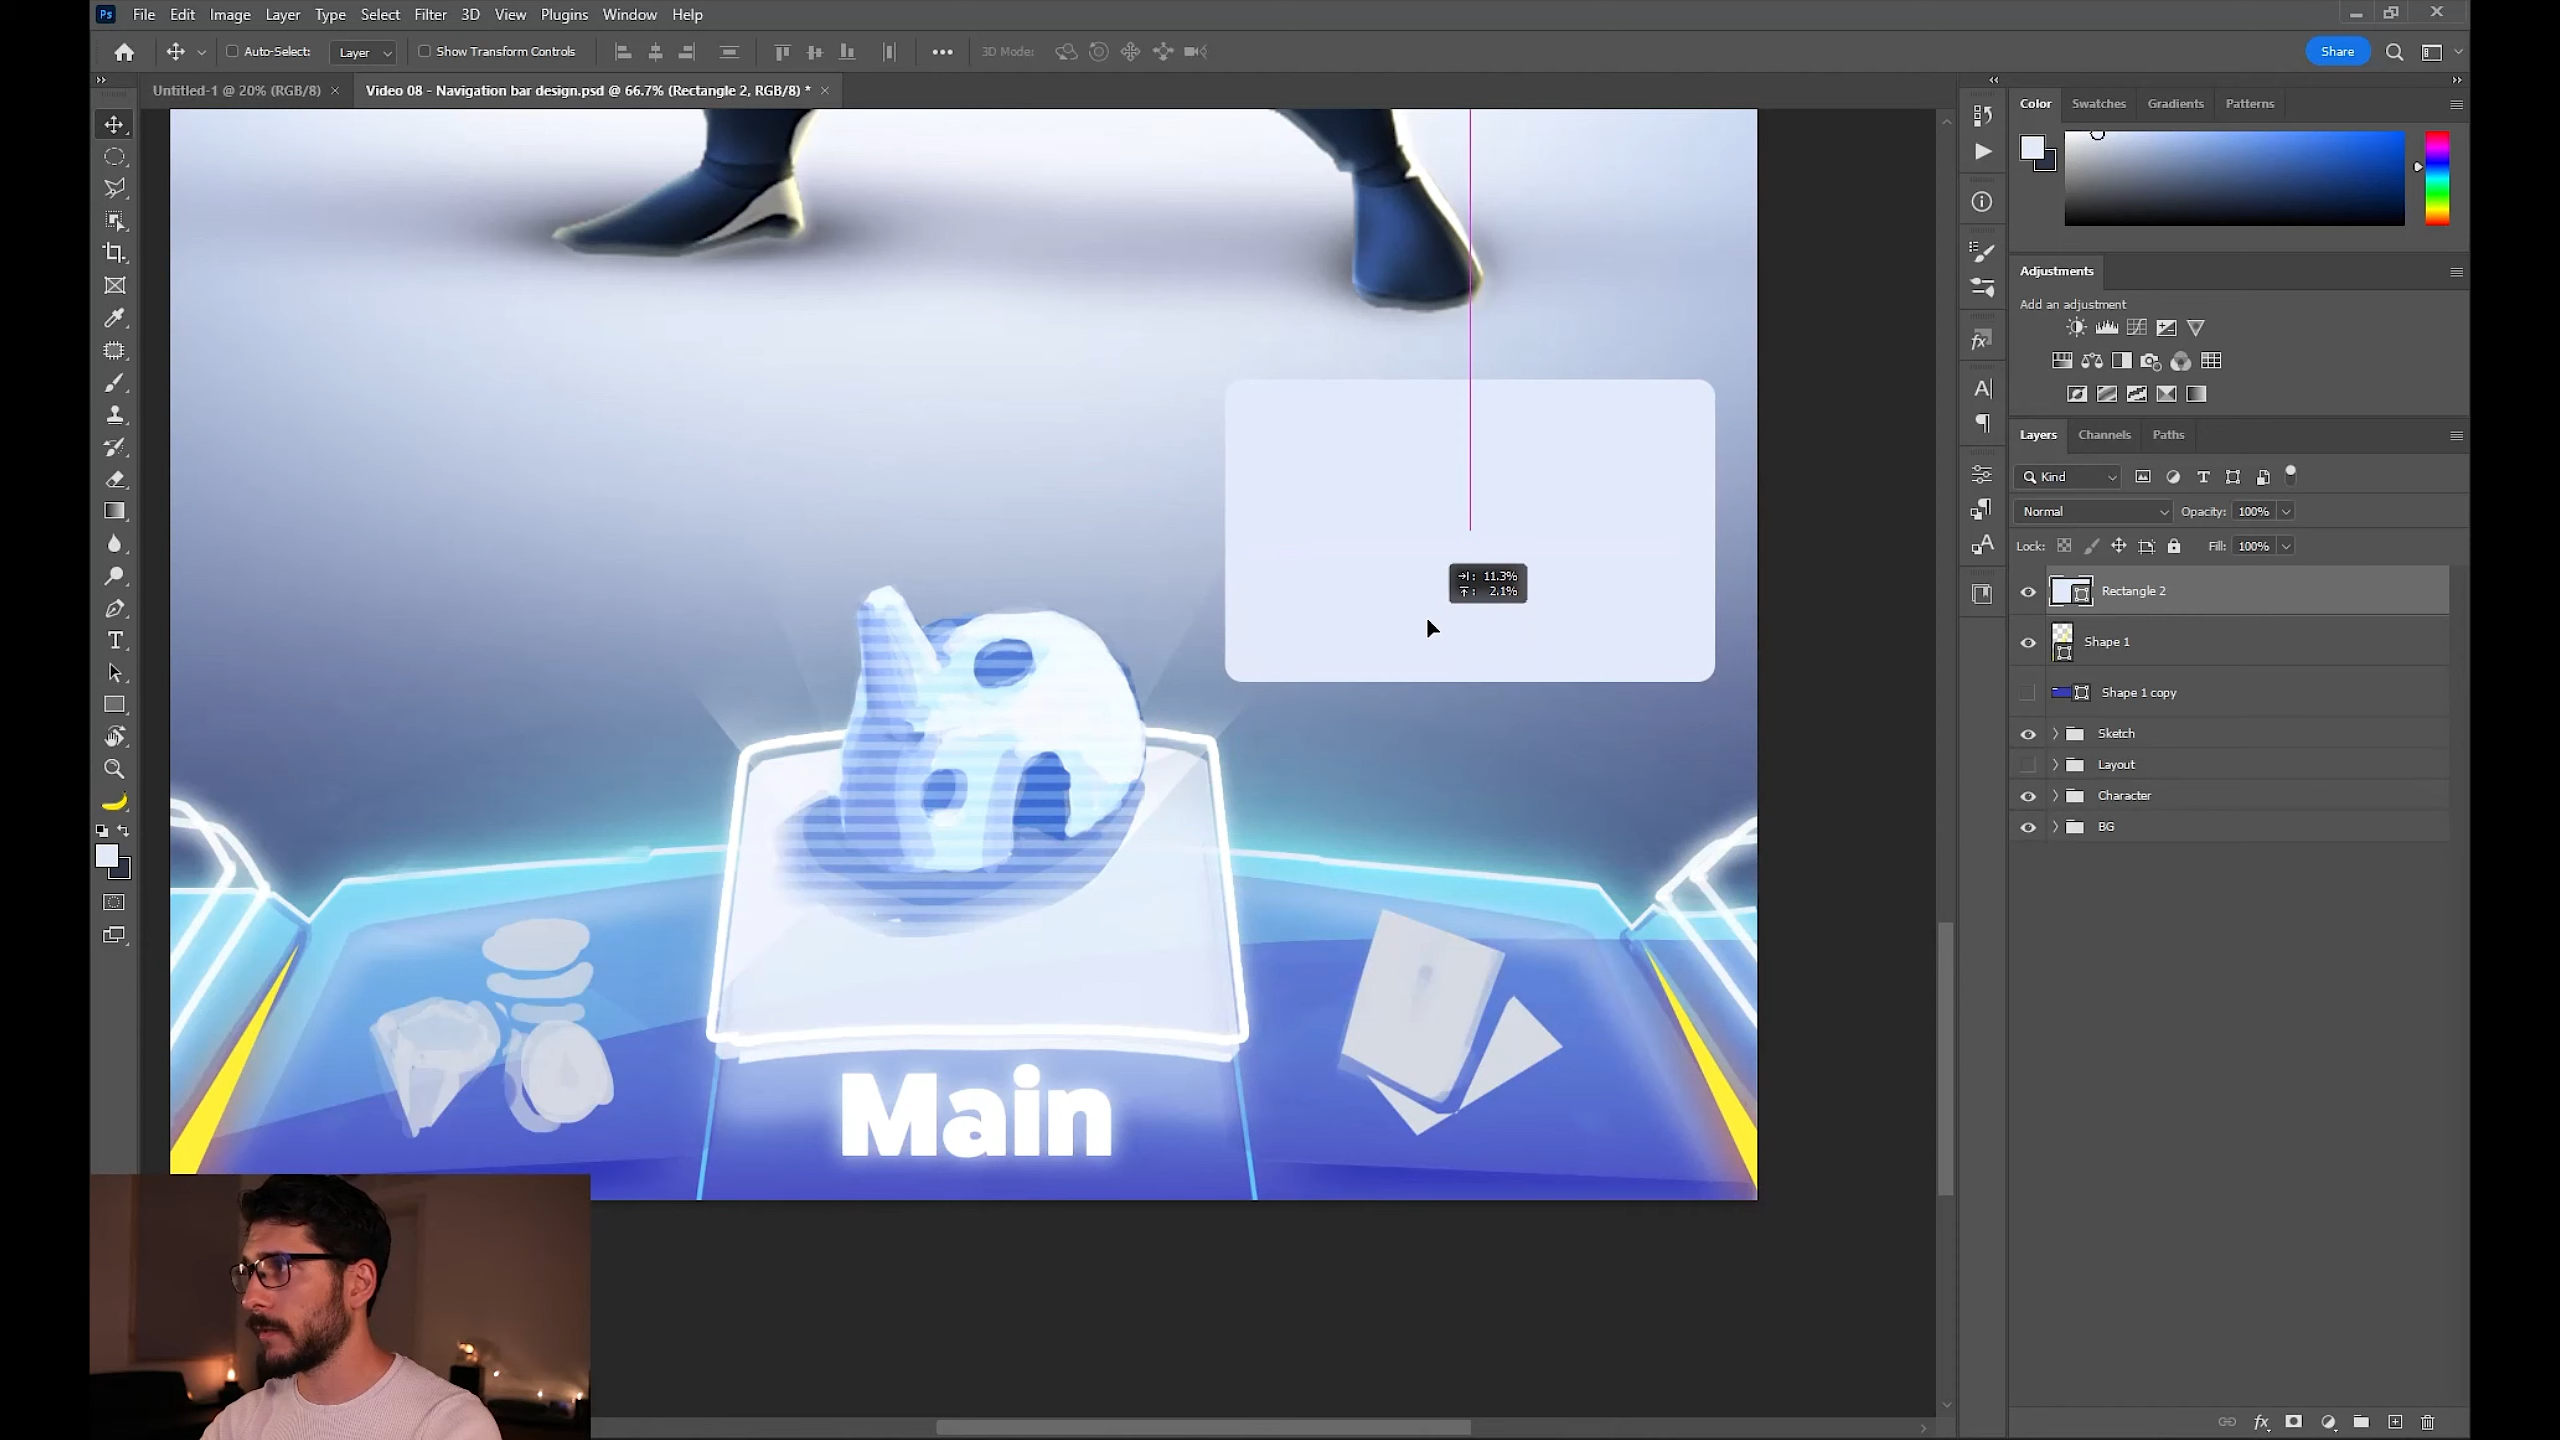 Ps File Edit Image Layer Type Select Filter 3D View Plugins Window Help
Auto-Select: Layer Show Transform Controls 3D Mode: Share
Untitled-1 @ 20% (RGB/8) × Video 08 - Navigation bar design.psd @ 66.7% (Rectangle 2, RGB/8) * ×
Color Swatches Gradients Patterns
Adjustments
Add an adjustment
Layers Channels Paths
Kind
Normal Opacity: 100%
Lock: Fill: 100%
Rectangle 2
Shape 1
Shape 1 copy
Sketch
Layout
Character
BG
11.3%
2.1%
Main